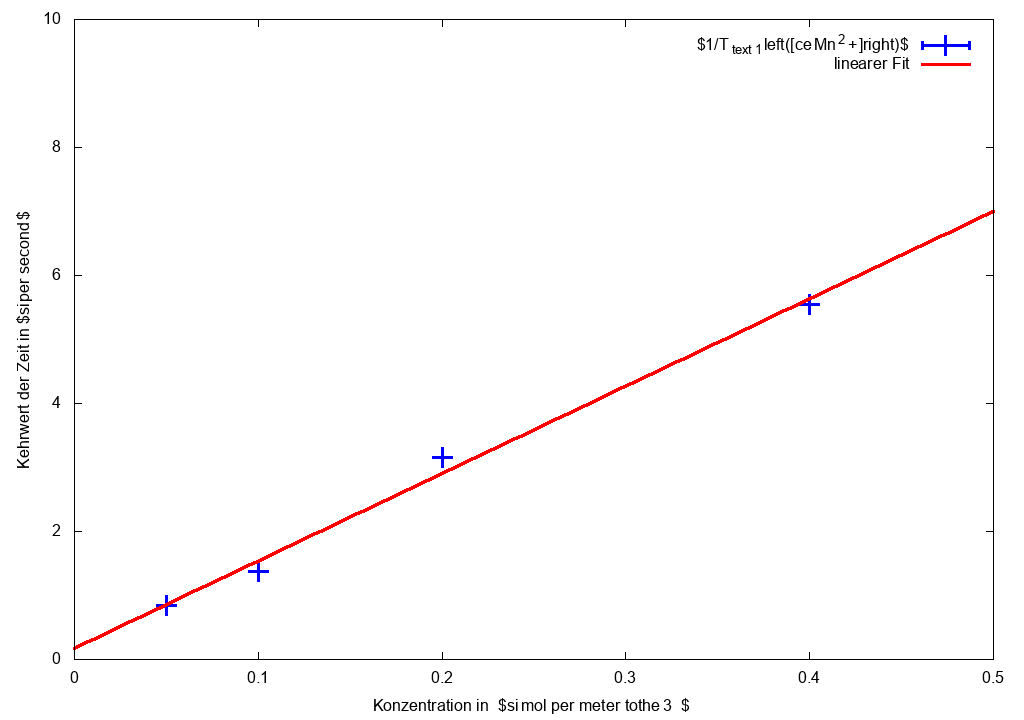 10
8
6
4
2
0
0 0.1 0.2 0.3 0.4 0.5
$1/T text 1 left([ce Mn 2 +]right)$
linearer Fit
Kehrwert der Zeit in $siper second$
Konzentration in $si mol per meter tothe 3 $